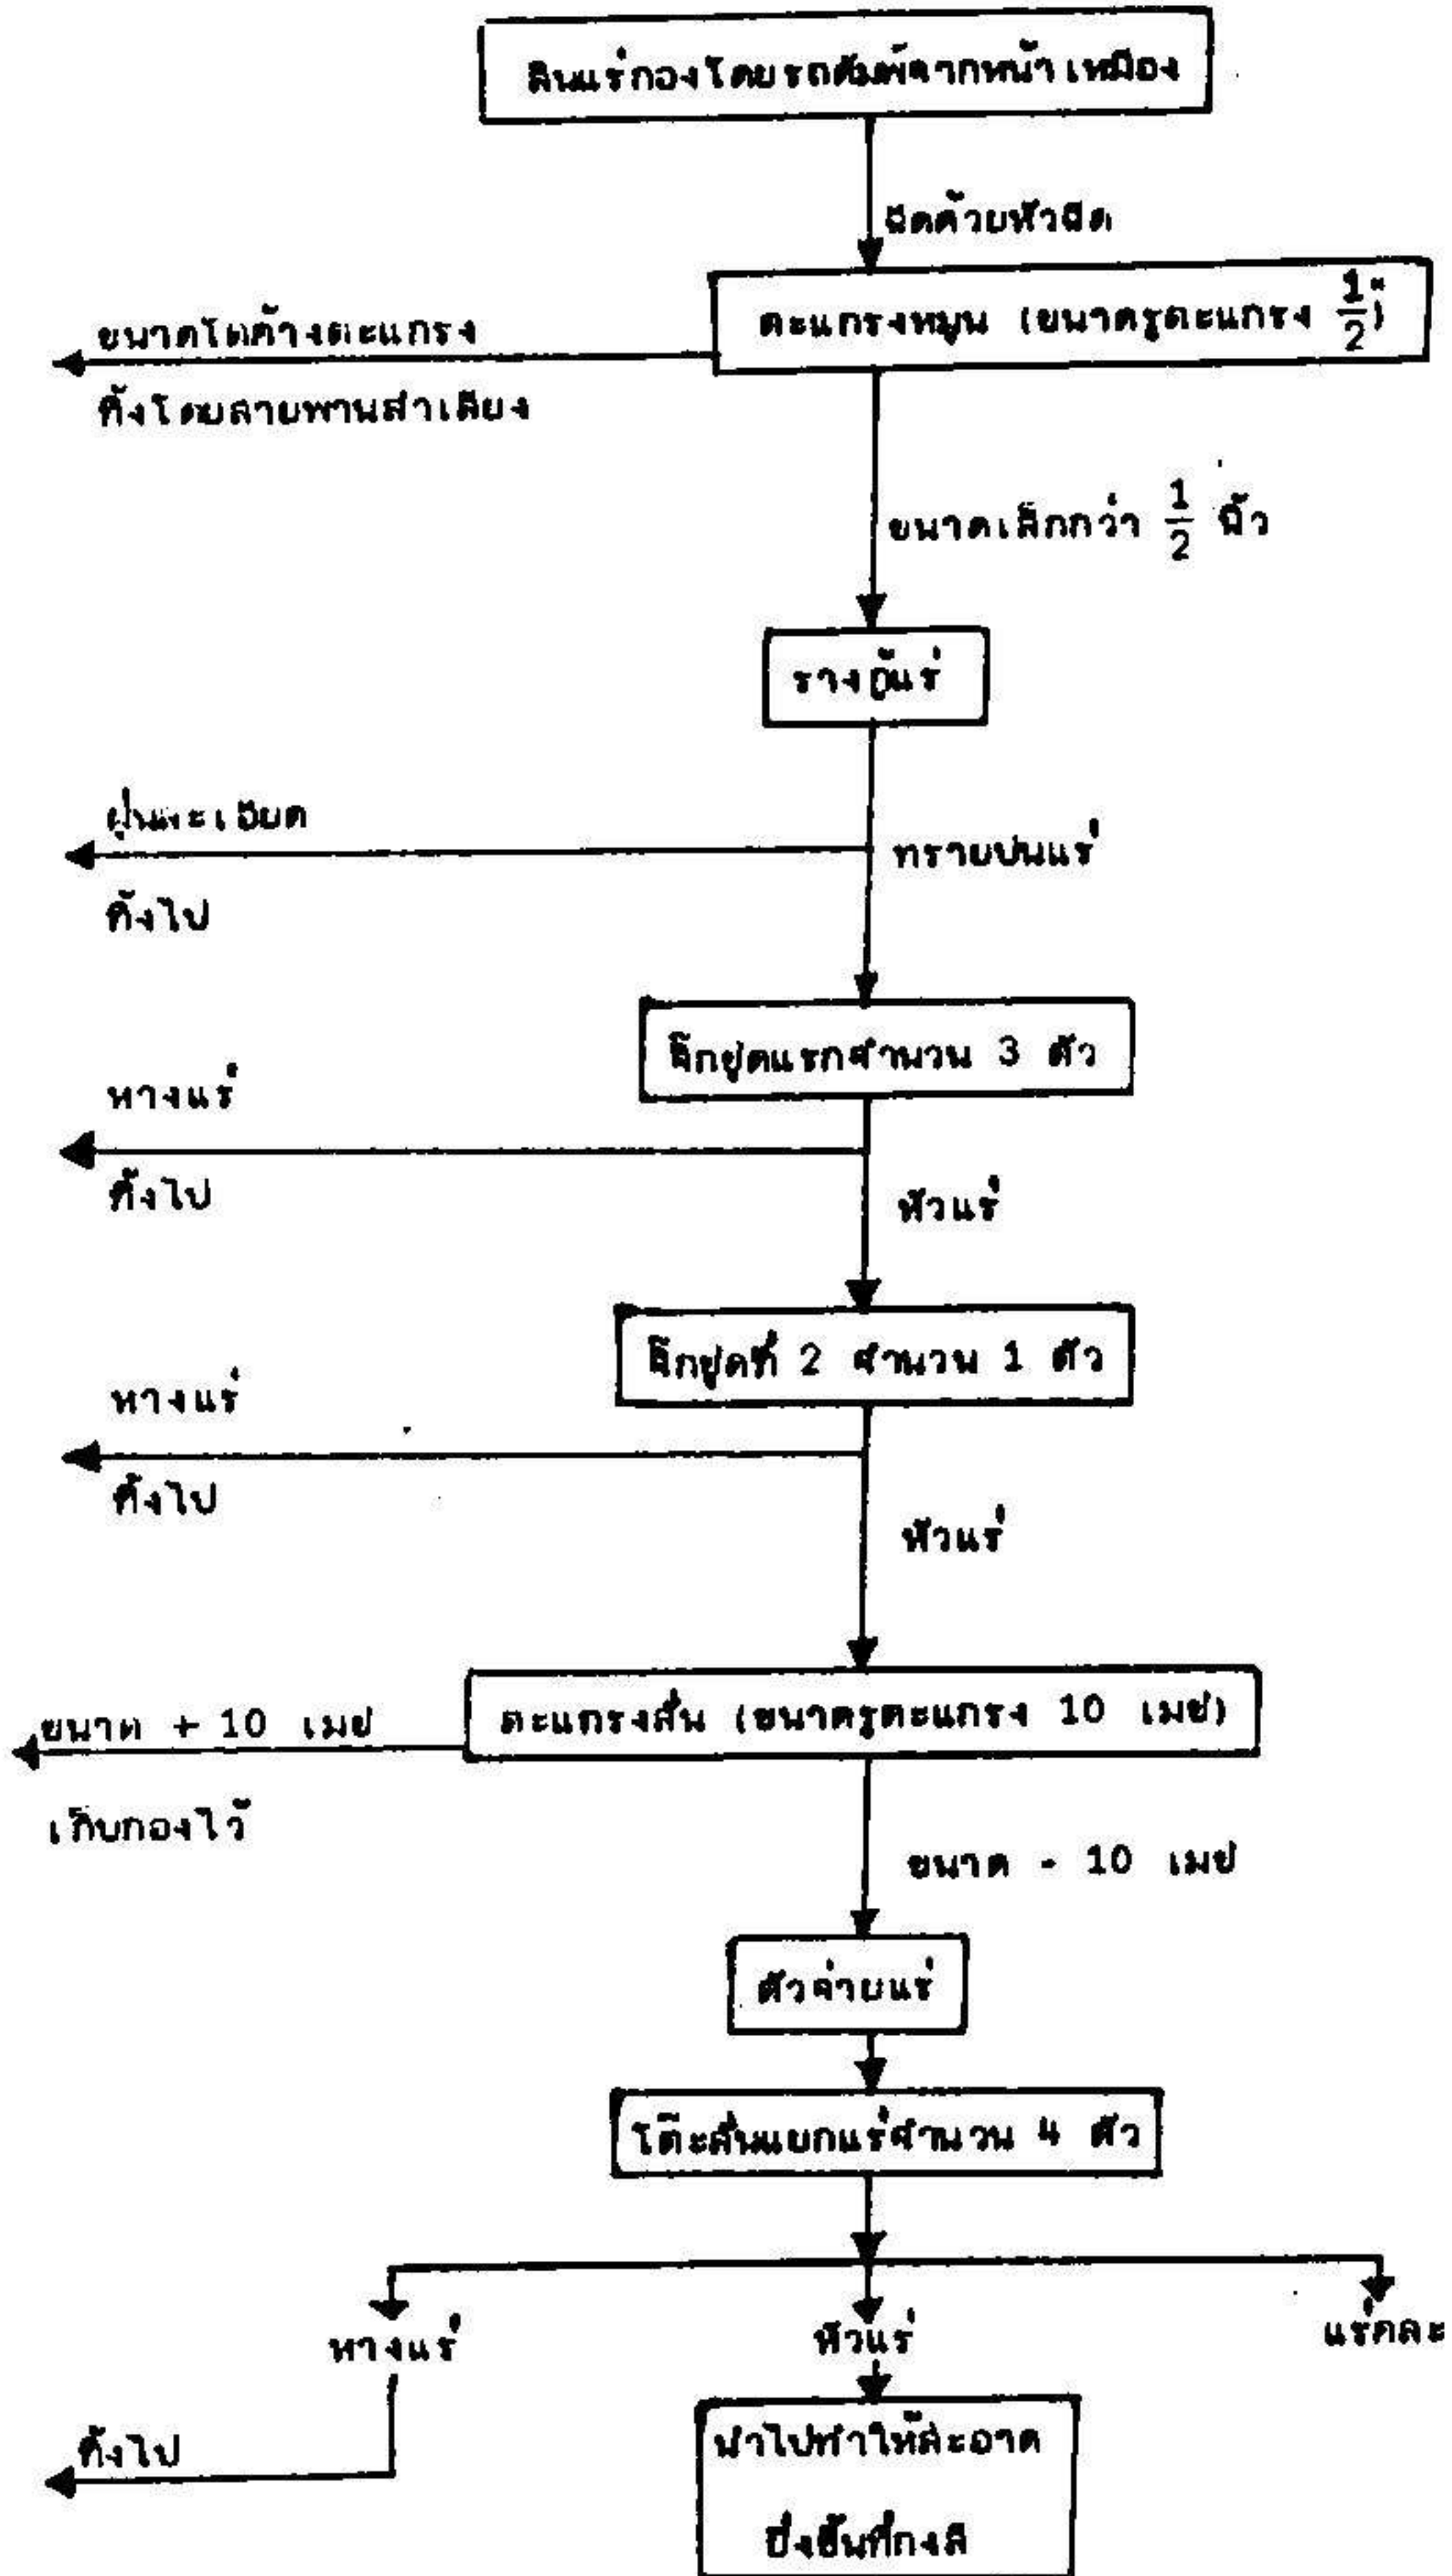 สินแร่กองโดยรถดัมพ์จากหน้าเหมือง
ฉีดด้วยหัวฉีด
ตะแกรงหมุน (ขนาดรูตะแกรง 1/2")
ขนาดโตค้างตะแกรง
ทิ้งโดยสายพานลำเลียง
ขนาดเล็กกว่า 1/2 นิ้ว
รางกู้แร่
ฝุ่นละเอียด
ทรายปนแร่
ทิ้งไป
จิ๊กชุดแรกจำนวน 3 ตัว
หางแร่
ทิ้งไป
หัวแร่
จิ๊กชุดที่ 2 จำนวน 1 ตัว
หางแร่
ทิ้งไป
หัวแร่
ตะแกรงสั่น (ขนาดรูตะแกรง 10 เมช)
ขนาด + 10 เมช
เก็บกองไว้
ขนาด - 10 เมช
ตัวจ่ายแร่
โต๊ะสั่นแยกแร่จำนวน 4 ตัว
หางแร่ หัวแร่ แร่คละ
ทิ้งไป
นำไปทำให้สะอาด
ยิ่งขึ้นที่กงสี